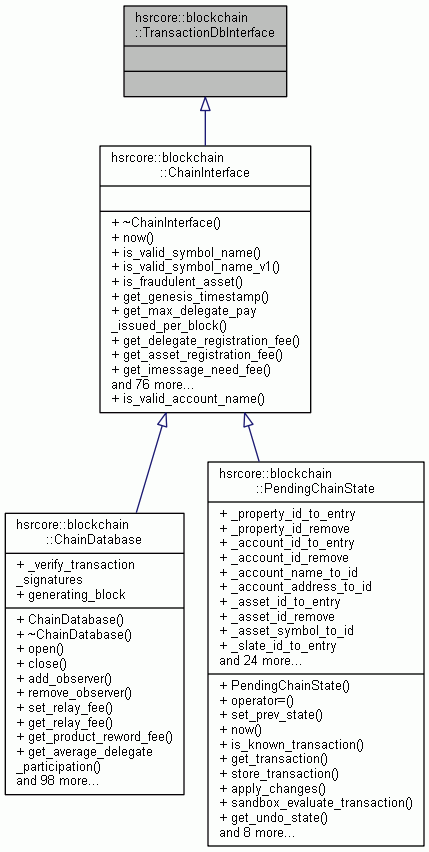 hsrcore::blockchain
::TransactionDbInterface
hsrcore::blockchain
::ChainInterface
+ ~ChainInterface()
+ now()
+ is_valid_symbol_name()
+ is_valid_symbol_name_v1()
+ is_fraudulent_asset()
+ get_genesis_timestamp()
+ get_max_delegate_pay
_issued_per_block()
+ get_delegate_registration_fee()
+ get_asset_registration_fee()
+ get_imessage_need_fee()
and 76 more...
+ is_valid_account_name()
hsrcore::blockchain
::ChainDatabase
+ _verify_transaction
_signatures
+ generating_block
+ ChainDatabase()
+ ~ChainDatabase()
+ open()
+ close()
+ add_observer()
+ remove_observer()
+ set_relay_fee()
+ get_relay_fee()
+ get_product_reword_fee()
+ get_average_delegate
_participation()
and 98 more...
hsrcore::blockchain
::PendingChainState
+ _property_id_to_entry
+ _property_id_remove
+ _account_id_to_entry
+ _account_id_remove
+ _account_name_to_id
+ _account_address_to_id
+ _asset_id_to_entry
+ _asset_id_remove
+ _asset_symbol_to_id
+ _slate_id_to_entry
and 24 more...
+ PendingChainState()
+ operator=()
+ set_prev_state()
+ now()
+ is_known_transaction()
+ get_transaction()
+ store_transaction()
+ apply_changes()
+ sandbox_evaluate_transaction()
+ get_undo_state()
and 8 more...